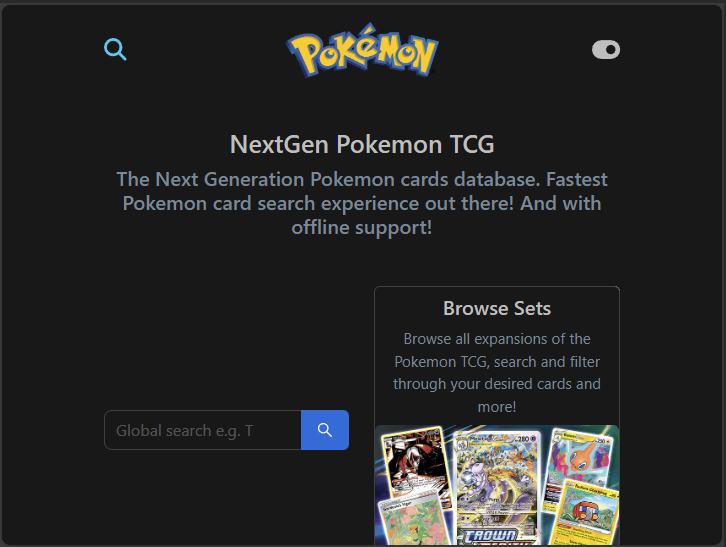 POKéMON
NextGen Pokemon TCG
The Next Generation Pokemon cards database. Fastest
Pokemon card search experience out there! And with
offline support!
Browse Sets
Browse all expansions of the
Pokemon TCG, search and filter
through your desired cards and
more!
Global search e.g. T
280
CROWN